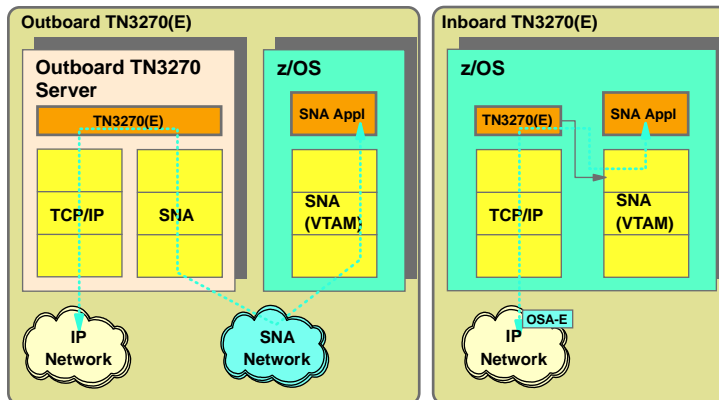 Outboard TN3270(E)
Outboard TN3270
Server
TN3270(E)
TCP/IP
SNA
z/OS
SNA Appl
SNA
(VTAM)
IP
Network
SNA
Network
Inboard TN3270(E)
z/OS
TN3270(E)
SNA Appl
TCP/IP
SNA
(VTAM)
OSA-E
IP
Network